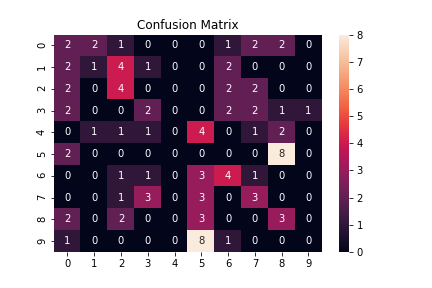 Confusion Matrix
0 2 2 1 0 0 0 1 2 2 0
1 2 1 4 1 0 0 2 0 0 0
2 2 0 4 0 0 0 2 2 0 0
3 2 0 0 2 0 0 2 2 1 1
4 0 1 1 1 0 4 0 1 2 0
5 2 0 0 0 0 0 0 0 8 0
6 0 0 1 1 0 3 4 1 0 0
7 0 0 1 3 0 3 0 3 0 0
8 2 0 2 0 0 3 0 0 3 0
9 1 0 0 0 0 8 1 0 0 0
0 1 2 3 4 5 6 7 8 9
8
7
6
5
4
3
2
1
0